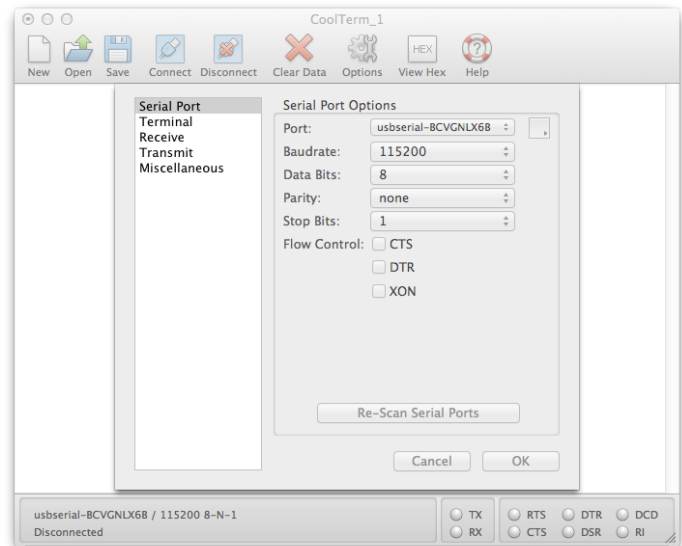 CoolTerm_1
New Open Save Connect Disconnect Clear Data Options View Hex Help
HEX
Serial Port
Terminal
Receive
Transmit
Miscellaneous
Serial Port Options
Port: usbserial-BCVGNLX6B
Baudrate: 115200
Data Bits: 8
Parity: none
Stop Bits: 1
Flow Control: CTS
DTR
XON
Re-Scan Serial Ports
Cancel OK
usbserial-BCVGNLX6B / 115200 8-N-1
Disconnected
TX RTS DTR DCD
RX CTS DSR RI